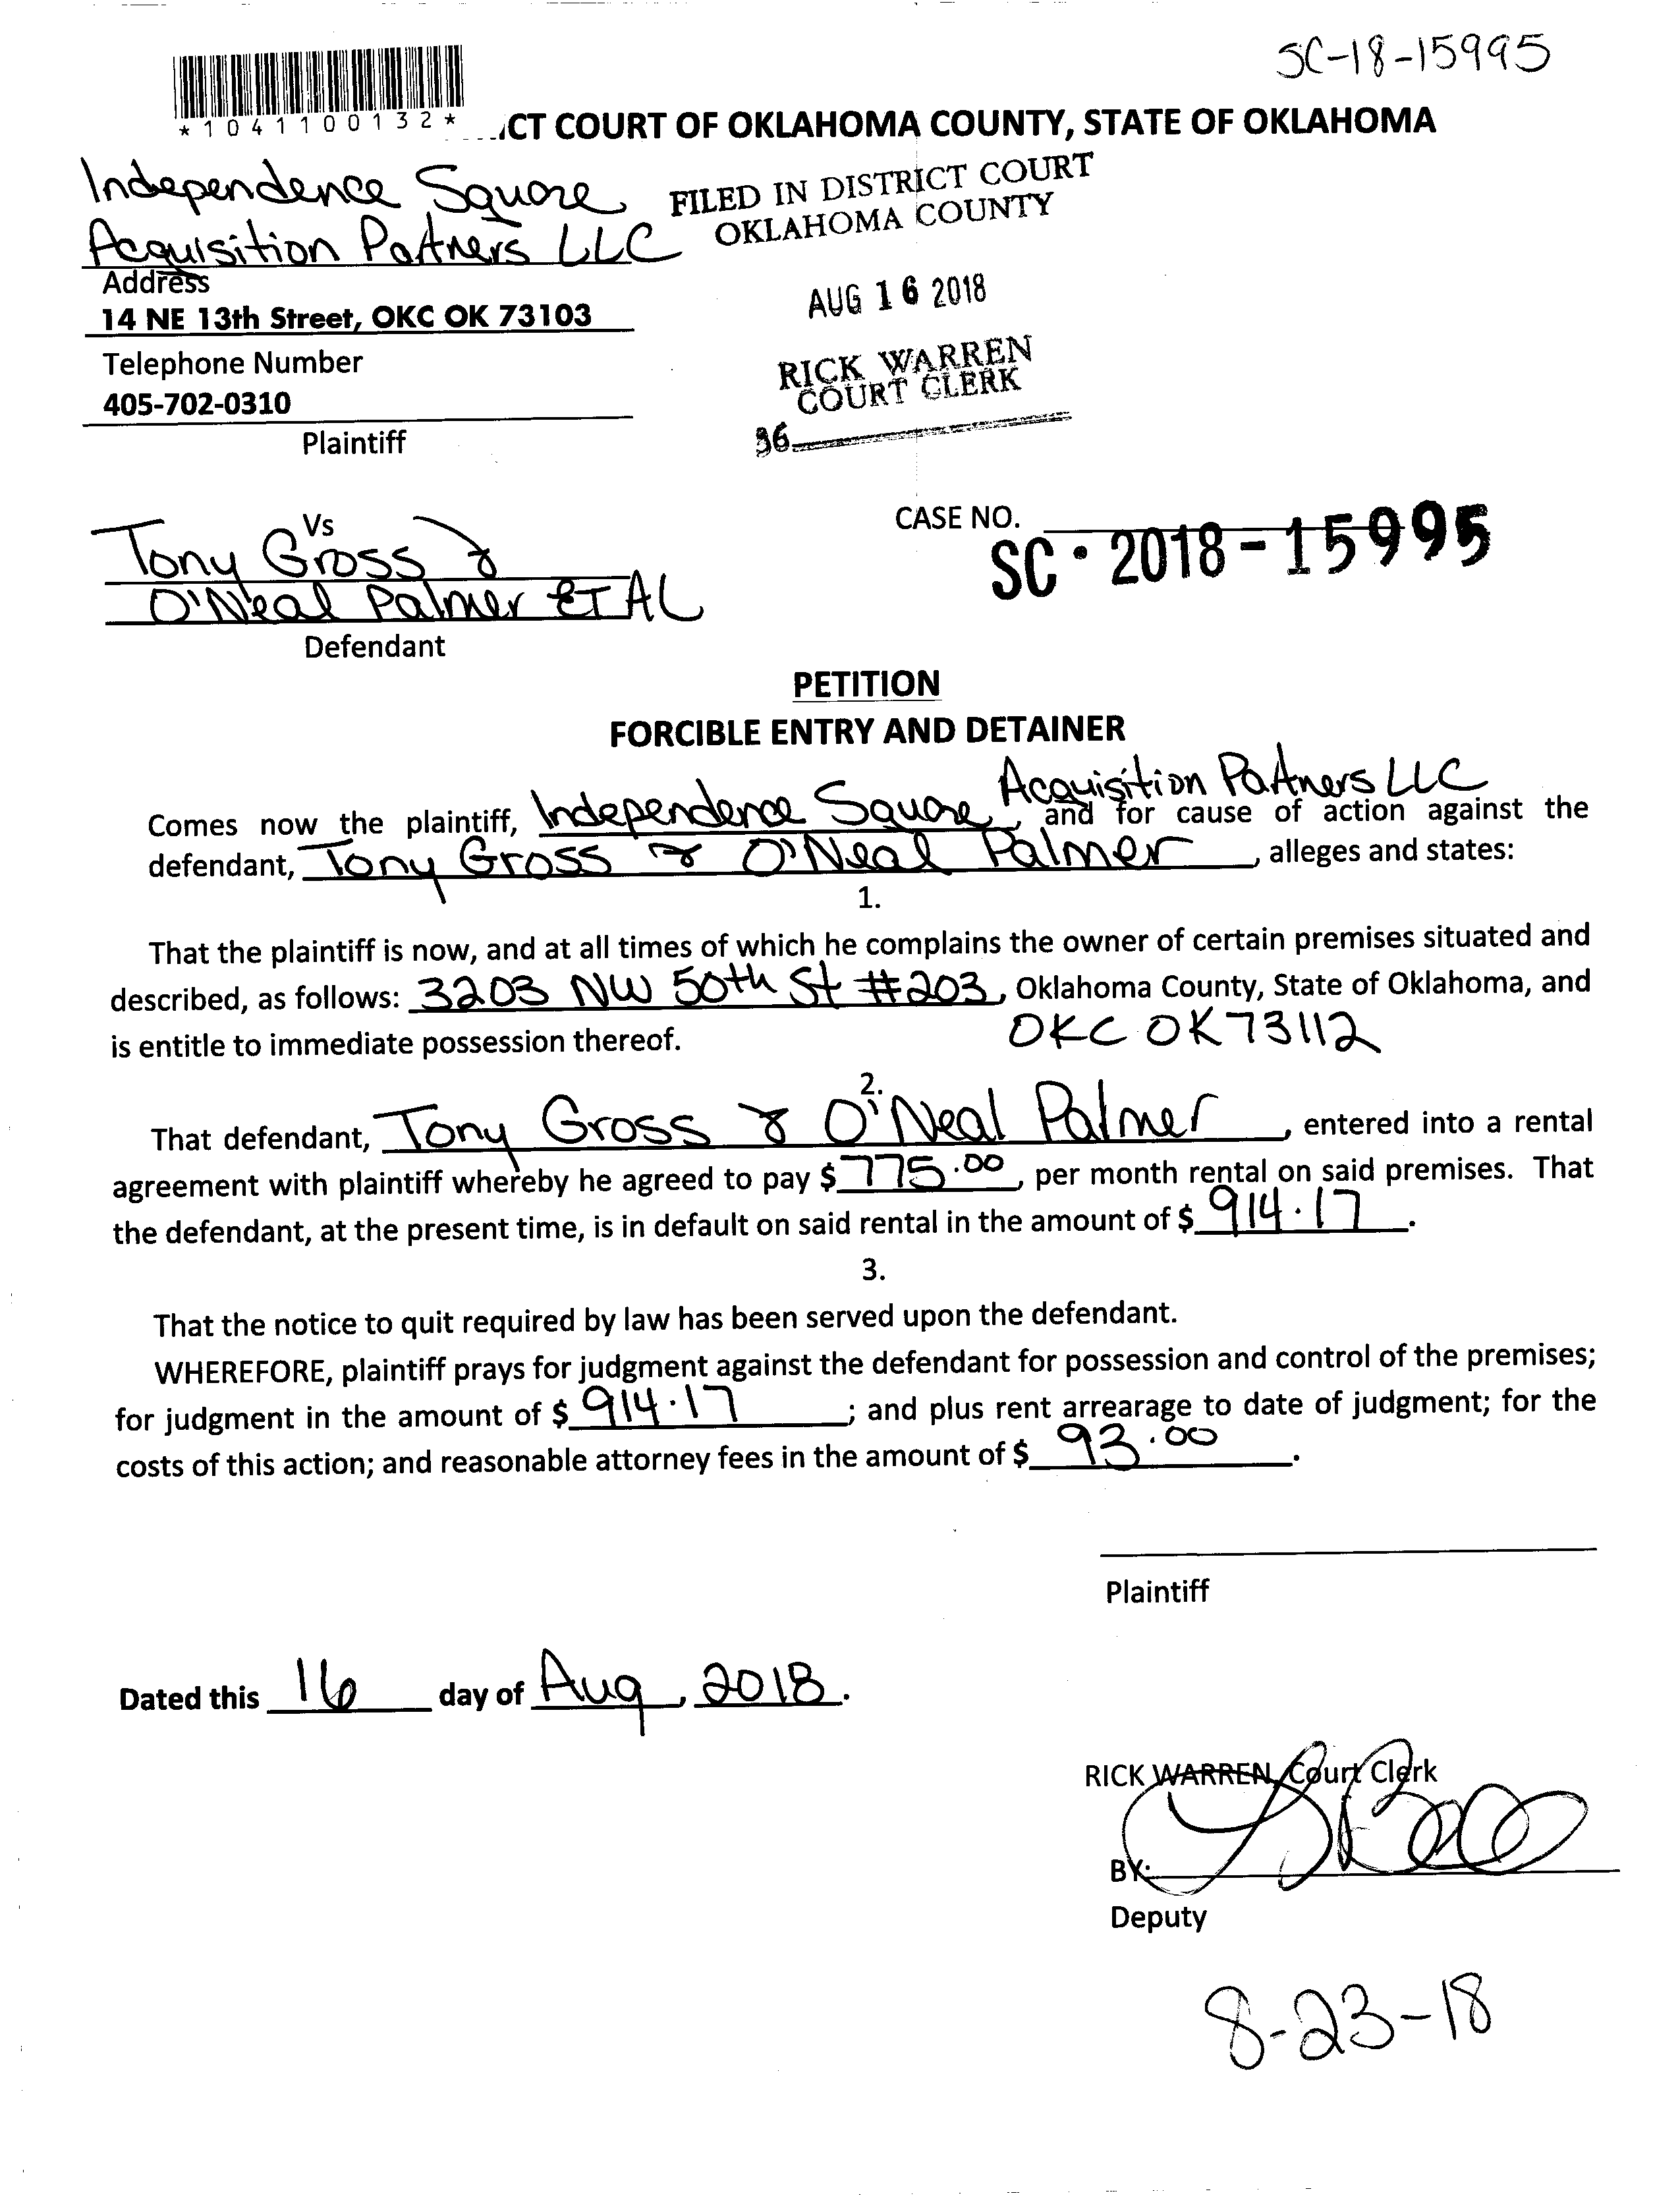 SC-18-15995
*1041100132*
ICT COURT OF OKLAHOMA COUNTY, STATE OF OKLAHOMA
Independence Square
Acquisition Partners LLC
FILED IN DISTRICT COURT
OKLAHOMA COUNTY
Address
14 NE 13th Street, OKC OK 73103
AUG 16 2018
Telephone Number
405-702-0310
RICK WARREN
COURT CLERK
Plaintiff
36
Vs
Tony Gross &
O'Neal Palmer ET AL
Defendant
CASE NO.
SC · 2018 - 15995
PETITION
FORCIBLE ENTRY AND DETAINER
Comes now the plaintiff, Independence Square Acquisition Partners LLC, and for cause of action against the
defendant, Tony Gross & O'Neal Palmer, alleges and states:
1.
That the plaintiff is now, and at all times of which he complains the owner of certain premises situated and
described, as follows: 3203 NW 50th St #203, Oklahoma County, State of Oklahoma, and
is entitle to immediate possession thereof. OKC OK 73112
2.
That defendant, Tony Gross & O'Neal Palmer, entered into a rental
agreement with plaintiff whereby he agreed to pay $ 775.00, per month rental on said premises. That
the defendant, at the present time, is in default on said rental in the amount of $ 914.17.
3.
That the notice to quit required by law has been served upon the defendant.
WHEREFORE, plaintiff prays for judgment against the defendant for possession and control of the premises;
for judgment in the amount of $ 914.17; and plus rent arrearage to date of judgment; for the
costs of this action; and reasonable attorney fees in the amount of $ 93.00.
Plaintiff
Dated this 16 day of Aug, 2018.
RICK WARREN, Court Clerk
BY:
Deputy
8-23-18